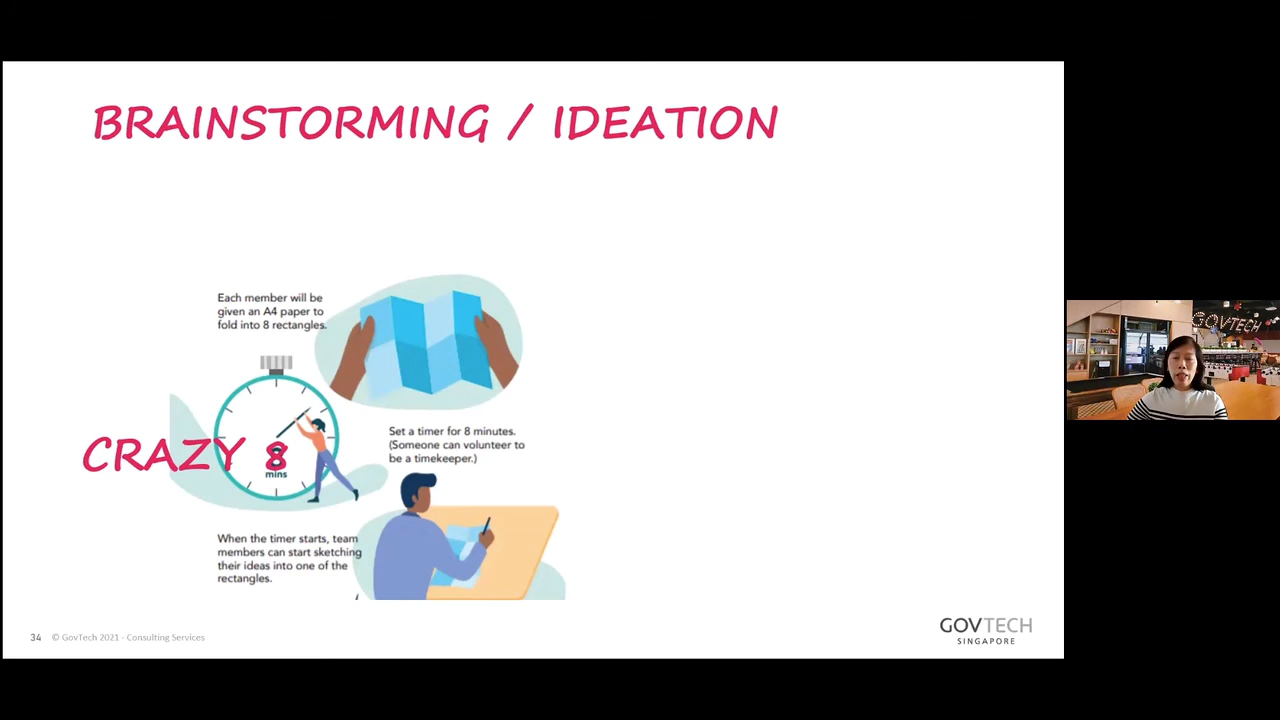 BRAINSTORMING / IDEATION
Each member will be
given an A4 paper to
fold into 8 rectangles.
Set a timer for 8 minutes.
(Someone can volunteer to
be a timekeeper.)
CRAZY 8
mins
When the timer starts, team
members can start sketching
their ideas into one of the
rectangles.
34 © GovTech 2021 - Consulting Services
GOVTECH
SINGAPORE
GOVTECH